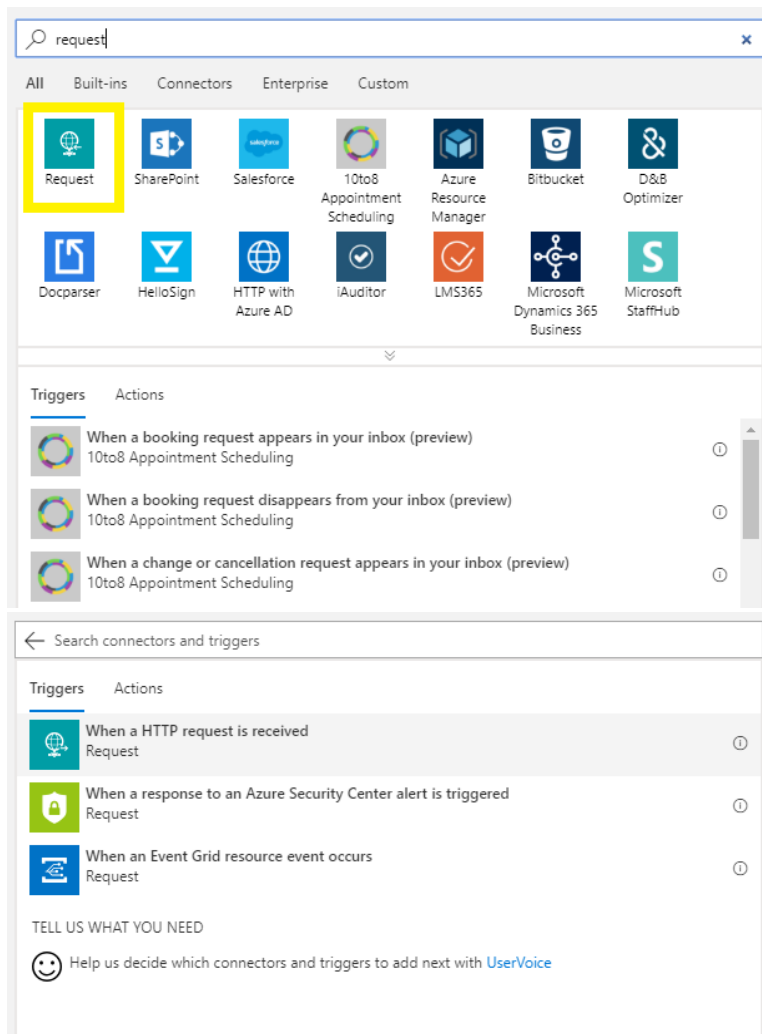 request
All Built-ins Connectors Enterprise Custom
Request SharePoint Salesforce 10to8 Azure Bitbucket D&B
Appointment Resource Optimizer
Scheduling Manager
Docparser HelloSign HTTP with iAuditor LMS365 Microsoft Microsoft
Azure AD Dynamics 365 StaffHub
Business
Triggers Actions
When a booking request appears in your inbox (preview)
10to8 Appointment Scheduling
When a booking request disappears from your inbox (preview)
10to8 Appointment Scheduling
When a change or cancellation request appears in your inbox (preview)
10to8 Appointment Scheduling
Search connectors and triggers
Triggers Actions
When a HTTP request is received
Request
When a response to an Azure Security Center alert is triggered
Request
When an Event Grid resource event occurs
Request
TELL US WHAT YOU NEED
Help us decide which connectors and triggers to add next with UserVoice